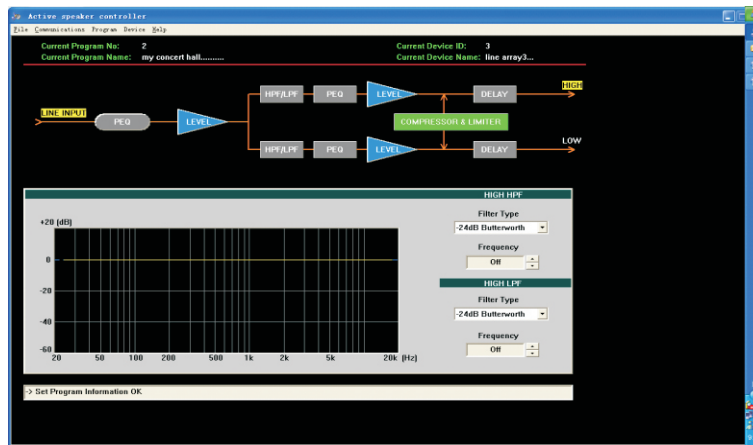 Active speaker controller
File Communications Program Device Help
Current Program No: 2 Current Device ID: 3
Current Program Name: my concert hall......... Current Device Name: line array3...
HIGH
HPF/LPF PEQ LEVEL DELAY
LINE INPUT
PEQ LEVEL COMPRESSOR & LIMITER
LOW
HPF/LPF PEQ LEVEL DELAY
HIGH HPF
Filter Type
+20 (dB)
-24dB Butterworth
Frequency
0 Off
HIGH LPF
-20
Filter Type
-24dB Butterworth
-40
Frequency
-60 Off
20 50 100 200 500 1k 2k 5k 20k (Hz)
-> Set Program Information OK